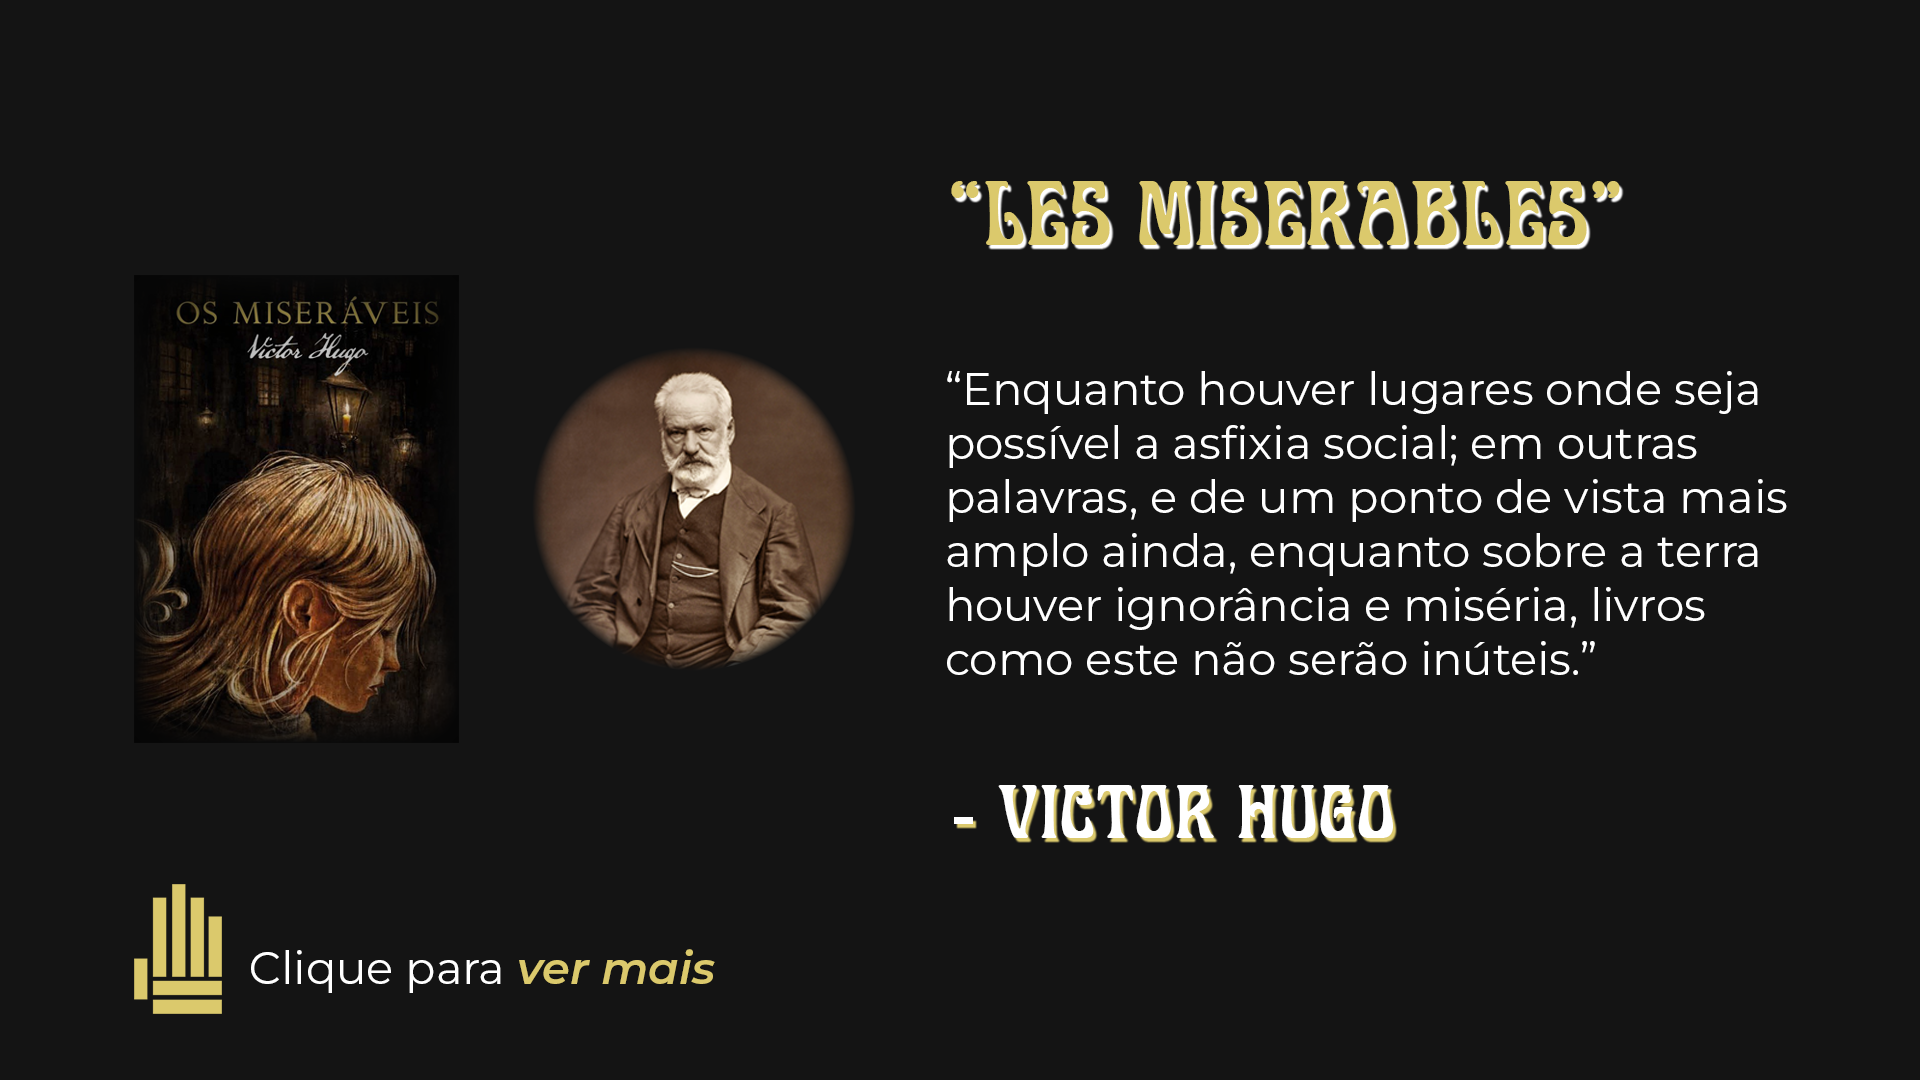 “LES MISERABLES”
OS MISERÁVEIS
Victor Hugo
“Enquanto houver lugares onde seja
possível a asfixia social; em outras
palavras, e de um ponto de vista mais
amplo ainda, enquanto sobre a terra
houver ignorância e miséria, livros
como este não serão inúteis.”
- VICTOR HUGO
Clique para ver mais